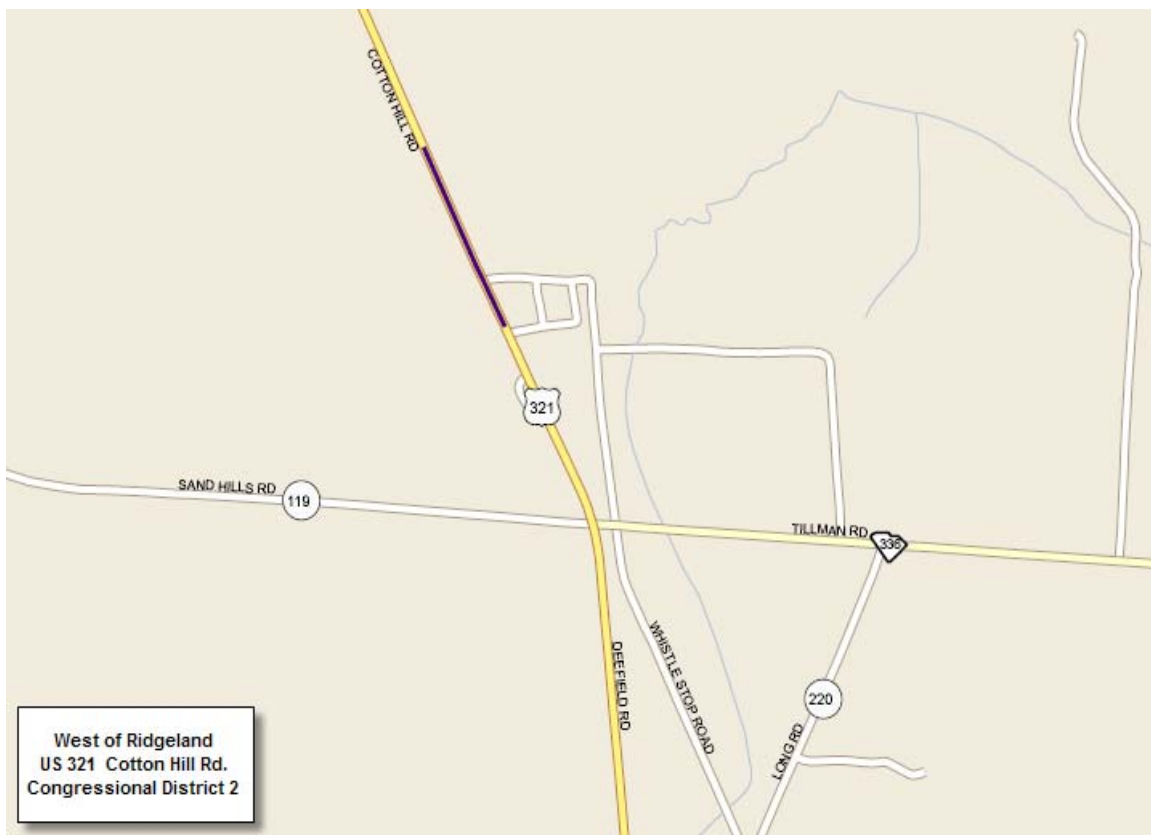 COTTON HILL RD
321
SAND HILLS RD
119
TILLMAN RD
336
DEEFIELD RD
WHISTLE STOP ROAD
220
LONG RD
West of Ridgeland
US 321 Cotton Hill Rd.
Congressional District 2